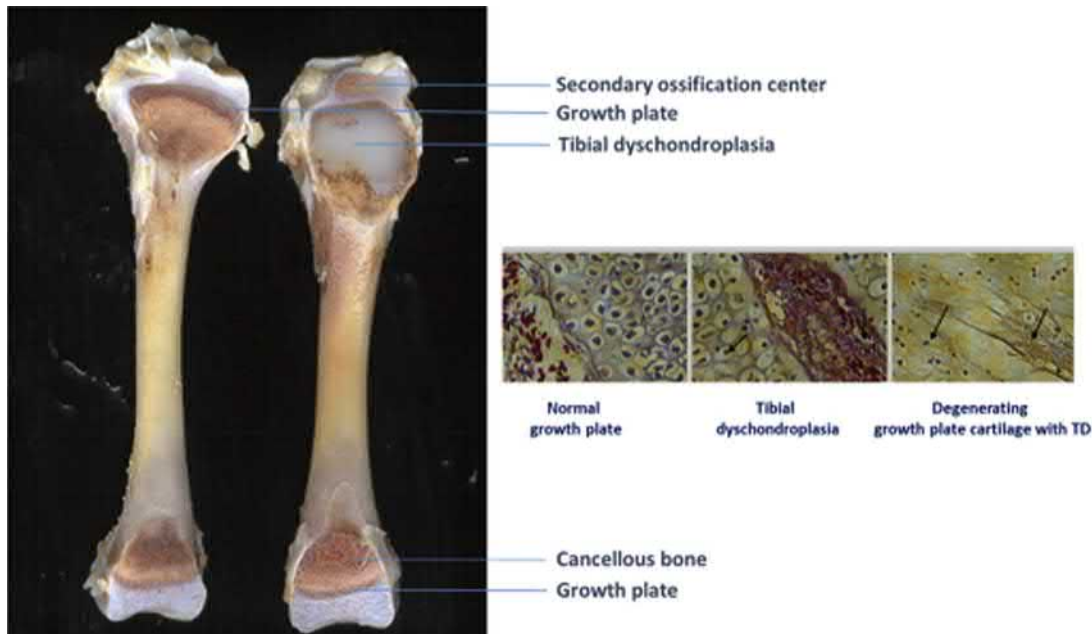 Secondary ossification center
Growth plate
Tibial dyschondroplasia
Normal
growth plate
Tibial
dyschondroplasia
Degenerating
growth plate cartilage with TD
Cancellous bone
Growth plate